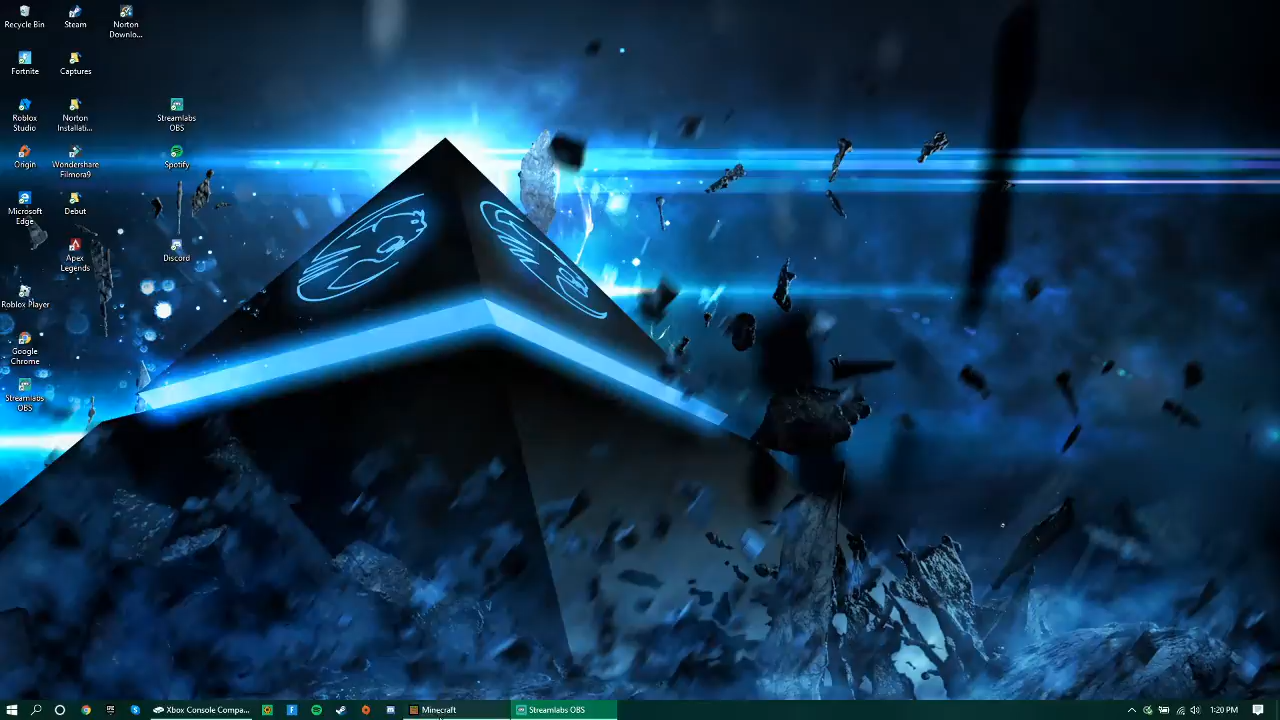 Recycle Bin
Steam
Norton
Downlo...
Fortnite
Captures
Roblox
Studio
Norton
Installati...
Streamlabs
OBS
Origin
Wondershare
Filmora9
Spotify
Microsoft
Edge
Debut
Apex
Legends
Discord
Roblox Player
Google
Chrome
Streamlabs
OBS
Xbox Console Compa...
Minecraft
Streamlabs OBS
1:20 PM